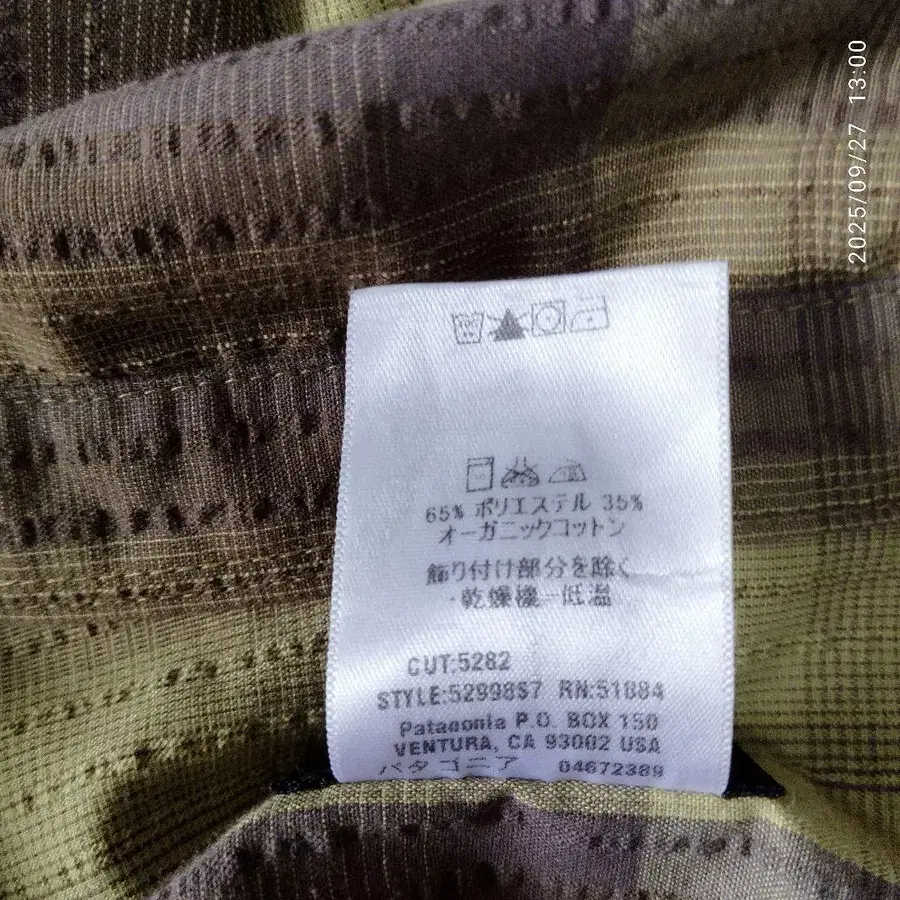 2025/09/27 13:00
65% ポリエステル 35%
オーガニックコットン
飾り付け部分を除く
・乾燥機ー低温
CUT:5282
STYLE:52998S7 RN:51884
Patagonia P.O. BOX 150
VENTURA, CA 93002 USA
パタゴニア 04672389